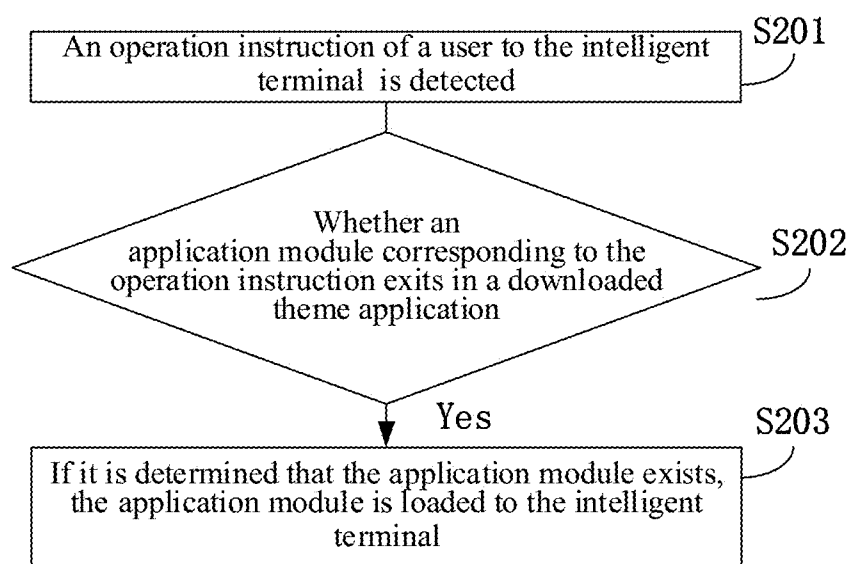 An operation instruction of a user to the intelligent
terminal is detected
S201
Whether an
application module corresponding to the
operation instruction exits in a downloaded
theme application
S202
Yes
S203
If it is determined that the application module exists,
the application module is loaded to the intelligent
terminal